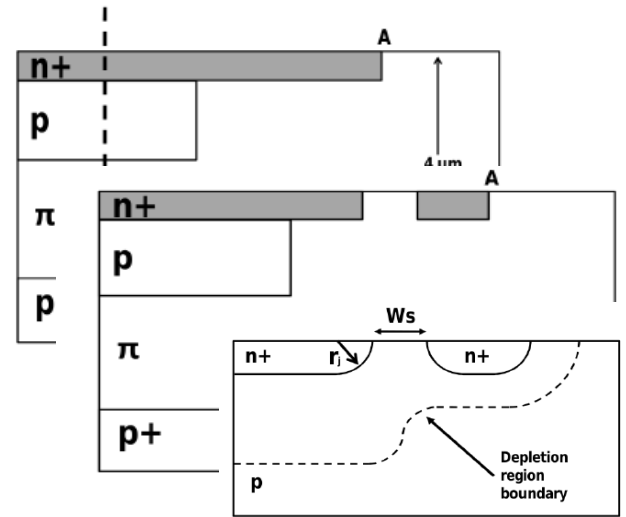 A
n+
p
4 um
π
p
A
n+
p
π
p+
Ws
n+
rj
n+
Depletion
region
boundary
p